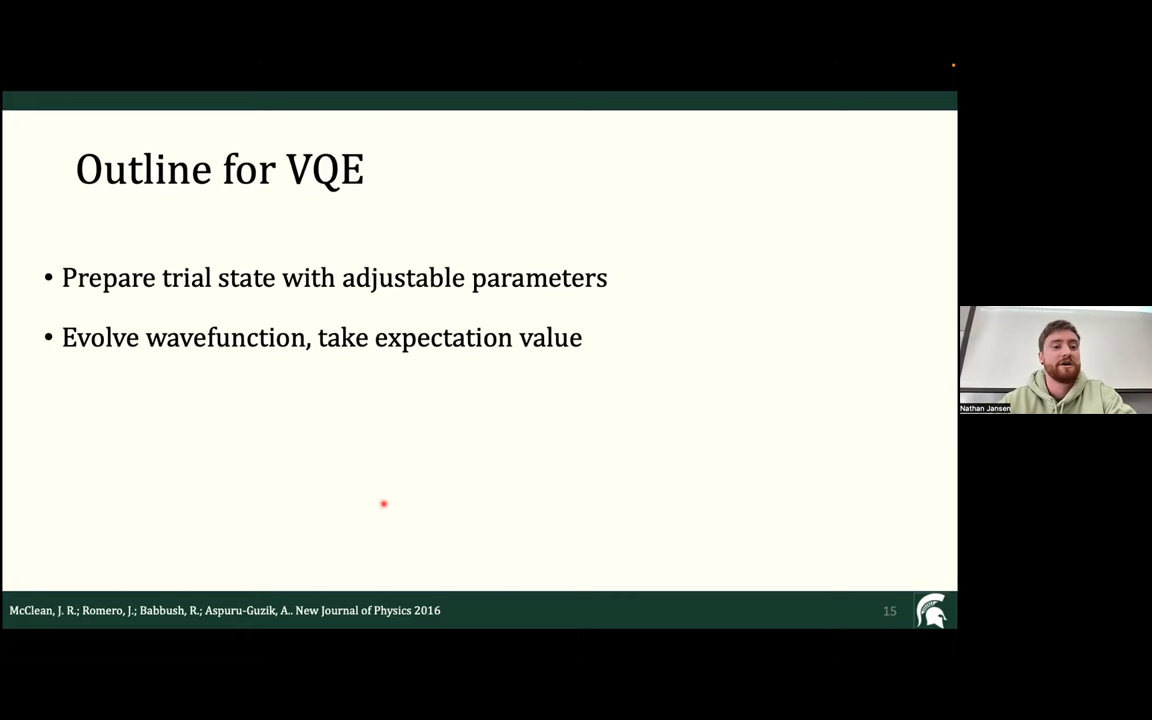 Outline for VQE
• Prepare trial state with adjustable parameters
• Evolve wavefunction, take expectation value
McClean, J. R.; Romero, J.; Babbush, R.; Aspuru-Guzik, A.. New Journal of Physics 2016
15
Nathan Jansen